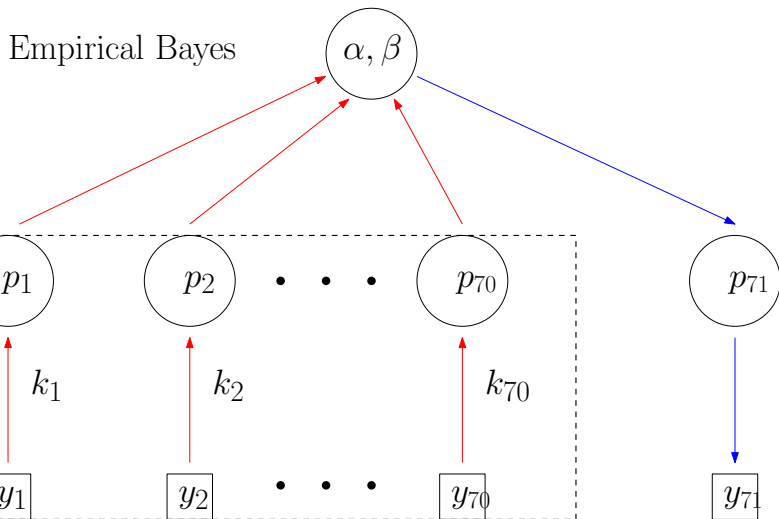 Empirical Bayes
α, β
p₁ p₂ p₇₀ p₇₁
k₁ k₂ k₇₀
y₁ y₂ y₇₀ y₇₁